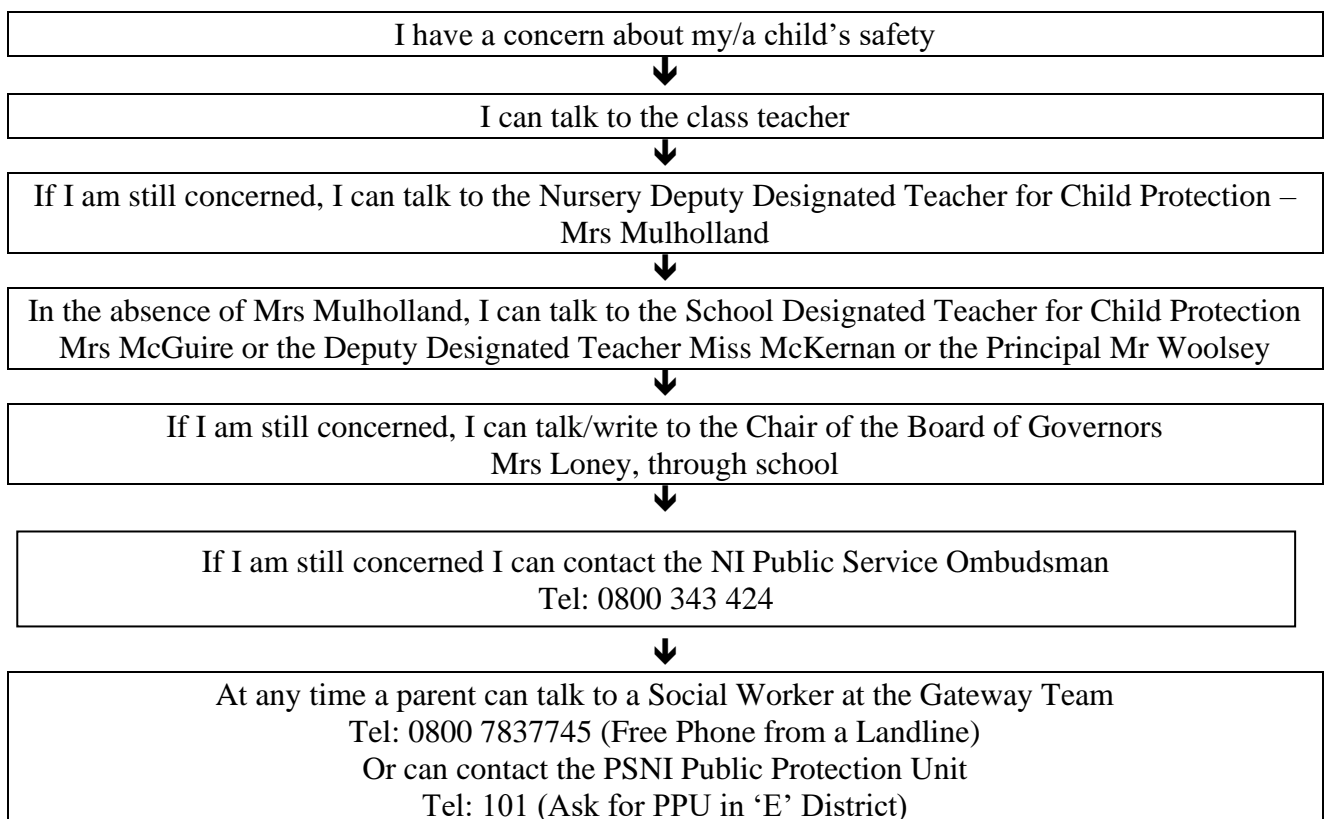 I have a concern about my/a child’s safety
I can talk to the class teacher
If I am still concerned, I can talk to the Nursery Deputy Designated Teacher for Child Protection –
Mrs Mulholland
In the absence of Mrs Mulholland, I can talk to the School Designated Teacher for Child Protection
Mrs McGuire or the Deputy Designated Teacher Miss McKernan or the Principal Mr Woolsey
If I am still concerned, I can talk/write to the Chair of the Board of Governors
Mrs Loney, through school
If I am still concerned I can contact the NI Public Service Ombudsman
Tel: 0800 343 424
At any time a parent can talk to a Social Worker at the Gateway Team
Tel: 0800 7837745 (Free Phone from a Landline)
Or can contact the PSNI Public Protection Unit
Tel: 101 (Ask for PPU in ‘E’ District)